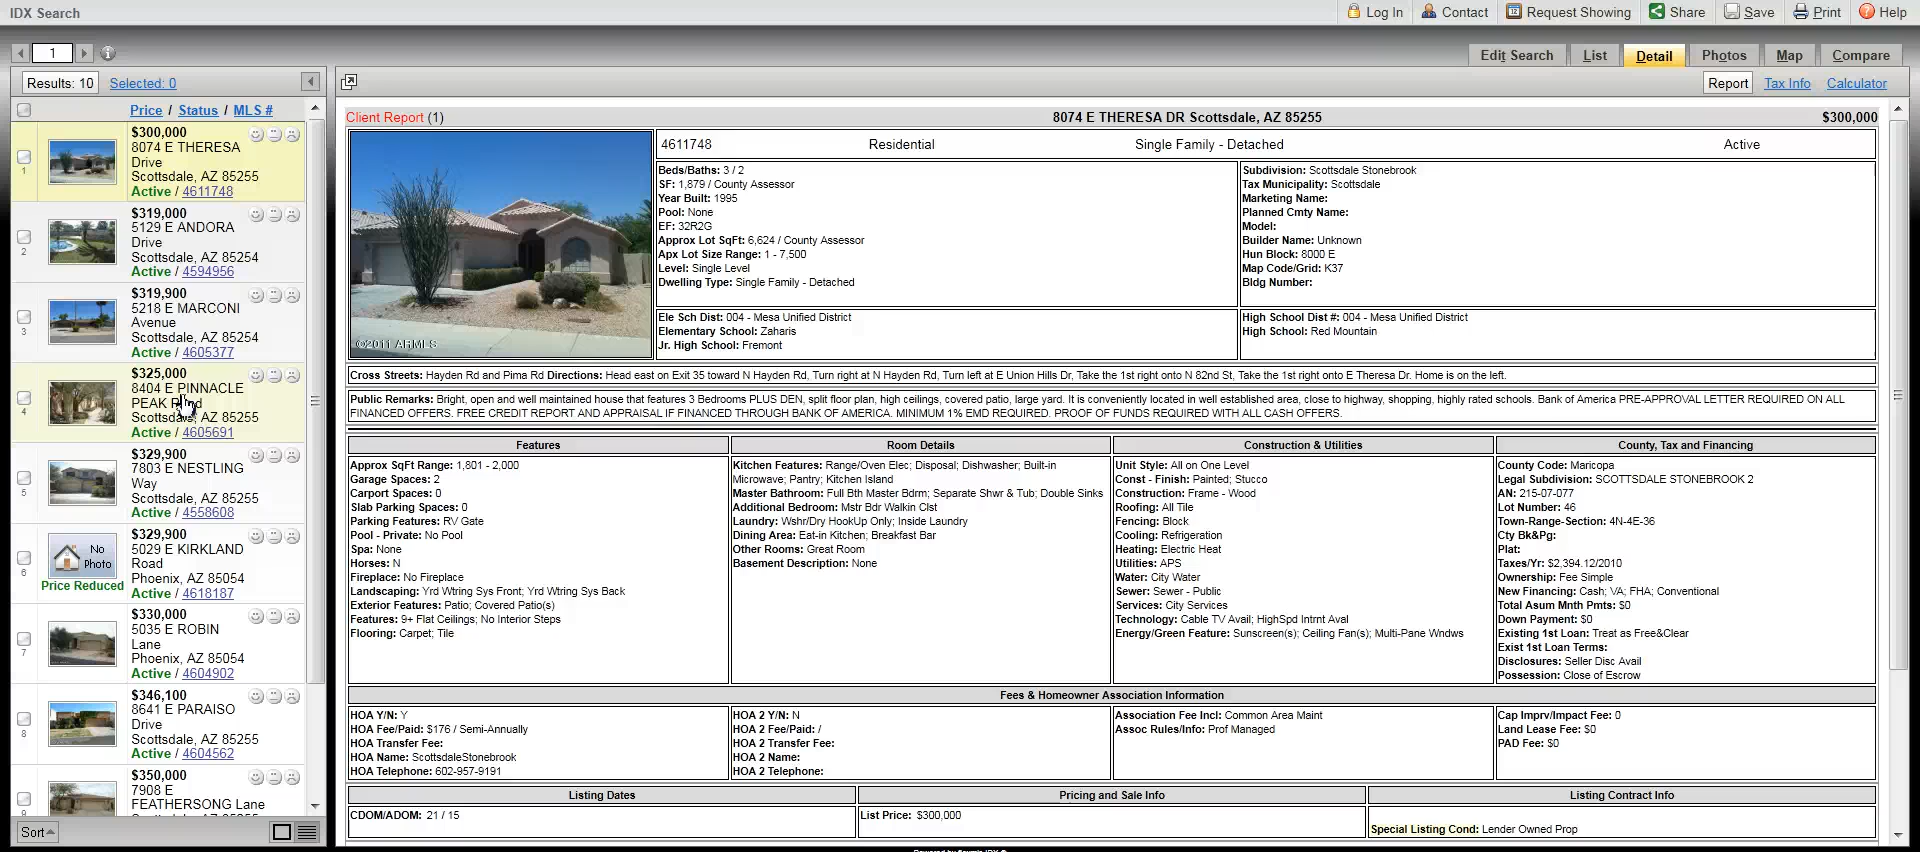 IDX Search
Log In
Contact
Request Showing
Share
Save
Print
Help
1
Edit Search
List
Detail
Photos
Map
Compare
Results: 10
Selected: 0
Report
Tax Info
Calculator
Price / Status / MLS #
1
$300,000
8074 E THERESA
Drive
Scottsdale, AZ 85255
Active / 4611748
2
$319,000
5129 E ANDORA
Drive
Scottsdale, AZ 85254
Active / 4594956
3
$319,900
5218 E MARCONI
Avenue
Scottsdale, AZ 85254
Active / 4605377
4
$325,000
8404 E PINNACLE
PEAK
Scottsdale, AZ 85255
Active / 4605691
5
$329,900
7803 E NESTLING
Way
Scottsdale, AZ 85255
Active / 4558608
6
No
Photo
Price Reduced
$329,900
5029 E KIRKLAND
Road
Phoenix, AZ 85054
Active / 4618187
7
$330,000
5035 E ROBIN
Lane
Phoenix, AZ 85054
Active / 4604902
8
$346,100
8641 E PARAISO
Drive
Scottsdale, AZ 85255
Active / 4604562
$350,000
7908 E
FEATHERSONG Lane
Sort
Client Report (1)
8074 E THERESA DR Scottsdale, AZ 85255
$300,000
©2011 ARMLS
4611748
Residential
Single Family - Detached
Active
Beds/Baths: 3 / 2
SF: 1,879 / County Assessor
Year Built: 1995
Pool: None
EF: 32R2G
Approx Lot SqFt: 6,624 / County Assessor
Apx Lot Size Range: 1 - 7,500
Level: Single Level
Dwelling Type: Single Family - Detached
Subdivision: Scottsdale Stonebrook
Tax Municipality: Scottsdale
Marketing Name:
Planned Cmty Name:
Model:
Builder Name: Unknown
Hun Block: 8000 E
Map Code/Grid: K37
Bldg Number:
Ele Sch Dist: 004 - Mesa Unified District
Elementary School: Zaharis
Jr. High School: Fremont
High School Dist #: 004 - Mesa Unified District
High School: Red Mountain
Cross Streets: Hayden Rd and Pima Rd Directions: Head east on Exit 35 toward N Hayden Rd, Turn right at N Hayden Rd, Turn left at E Union Hills Dr, Take the 1st right onto N 82nd St, Take the 1st right onto E Theresa Dr. Home is on the left.
Public Remarks: Bright, open and well maintained house that features 3 Bedrooms PLUS DEN, split floor plan, high ceilings, covered patio, large yard. It is conveniently located in well established area, close to highway, shopping, highly rated schools. Bank of America PRE-APPROVAL LETTER REQUIRED ON ALL
FINANCED OFFERS. FREE CREDIT REPORT AND APPRAISAL IF FINANCED THROUGH BANK OF AMERICA. MINIMUM 1% EMD REQUIRED. PROOF OF FUNDS REQUIRED WITH ALL CASH OFFERS.
Features
Approx SqFt Range: 1,801 - 2,000
Garage Spaces: 2
Carport Spaces: 0
Slab Parking Spaces: 0
Parking Features: RV Gate
Pool - Private: No Pool
Spa: None
Horses: N
Fireplace: No Fireplace
Landscaping: Yrd Wtring Sys Front; Yrd Wtring Sys Back
Exterior Features: Patio; Covered Patio(s)
Features: 9+ Flat Ceilings; No Interior Steps
Flooring: Carpet; Tile
Room Details
Kitchen Features: Range/Oven Elec; Disposal; Dishwasher; Built-in
Microwave; Pantry; Kitchen Island
Master Bathroom: Full Bth Master Bdrm; Separate Shwr & Tub; Double Sinks
Additional Bedroom: Mstr Bdr Walkin Clst
Laundry: Wshr/Dry HookUp Only; Inside Laundry
Dining Area: Eat-in Kitchen; Breakfast Bar
Other Rooms: Great Room
Basement Description: None
Construction & Utilities
Unit Style: All on One Level
Const - Finish: Painted; Stucco
Construction: Frame - Wood
Roofing: All Tile
Fencing: Block
Cooling: Refrigeration
Heating: Electric Heat
Utilities: APS
Water: City Water
Sewer: Sewer - Public
Services: City Services
Technology: Cable TV Avail; HighSpd Intrnt Aval
Energy/Green Feature: Sunscreen(s); Ceiling Fan(s); Multi-Pane Wndws
County, Tax and Financing
County Code: Maricopa
Legal Subdivision: SCOTTSDALE STONEBROOK 2
AN: 215-07-077
Lot Number: 46
Town-Range-Section: 4N-4E-36
Cty Bk&Pg:
Plat:
Taxes/Yr: $2,394.12/2010
Ownership: Fee Simple
New Financing: Cash; VA; FHA; Conventional
Total Asum Mnth Pmts: $0
Down Payment: $0
Existing 1st Loan: Treat as Free&Clear
Exist 1st Loan Terms:
Disclosures: Seller Disc Avail
Possession: Close of Escrow
Fees & Homeowner Association Information
HOA Y/N: Y
HOA Fee/Paid: $176 / Semi-Annually
HOA Transfer Fee:
HOA Name: ScottsdaleStonebrook
HOA Telephone: 602-957-9191
HOA 2 Y/N: N
HOA 2 Fee/Paid: /
HOA 2 Transfer Fee:
HOA 2 Name:
HOA 2 Telephone:
Association Fee Incl: Common Area Maint
Assoc Rules/Info: Prof Managed
Cap Imprv/Impact Fee: 0
Land Lease Fee: $0
PAD Fee: $0
Listing Dates
CDOM/ADOM: 21 / 15
Pricing and Sale Info
List Price: $300,000
Listing Contract Info
Special Listing Cond: Lender Owned Prop